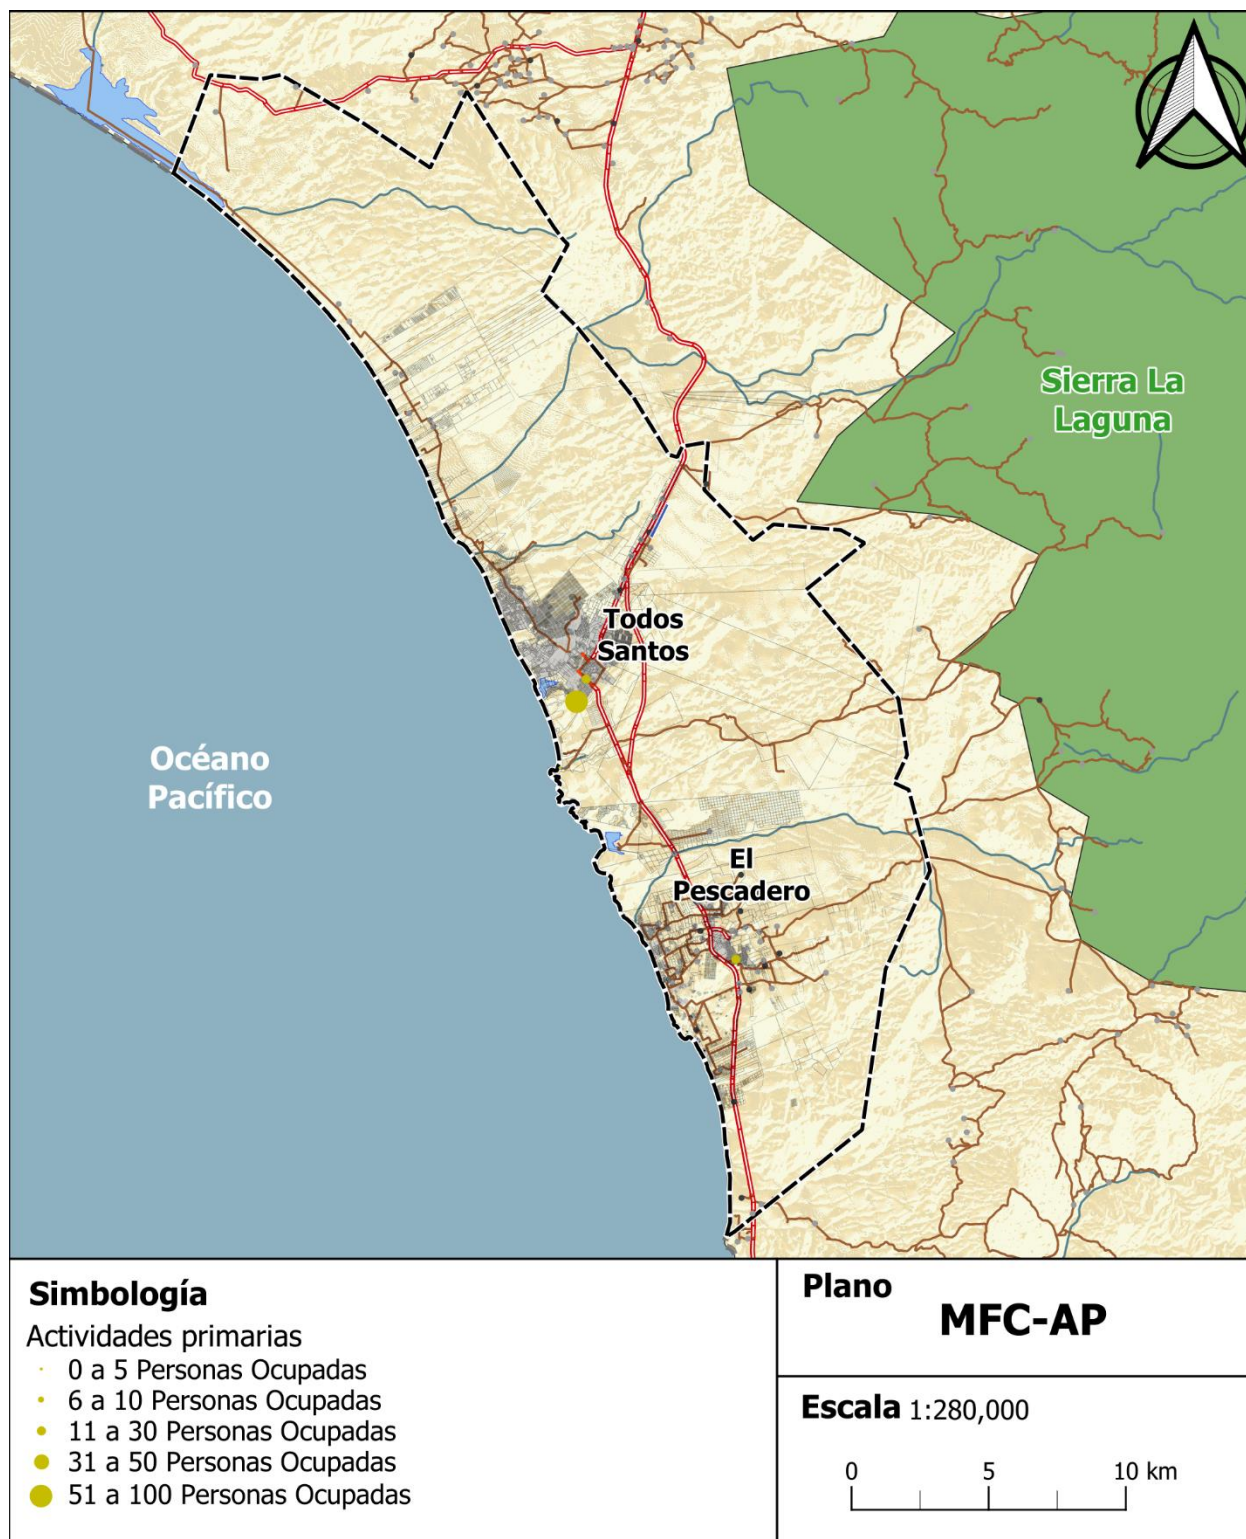 Sierra La
Laguna
Todos
Santos
Océano
Pacífico
El
Pescadero
Simbología
Actividades primarias
0 a 5 Personas Ocupadas
6 a 10 Personas Ocupadas
11 a 30 Personas Ocupadas
31 a 50 Personas Ocupadas
51 a 100 Personas Ocupadas
Plano
MFC-AP
Escala 1:280,000
0 5 10 km